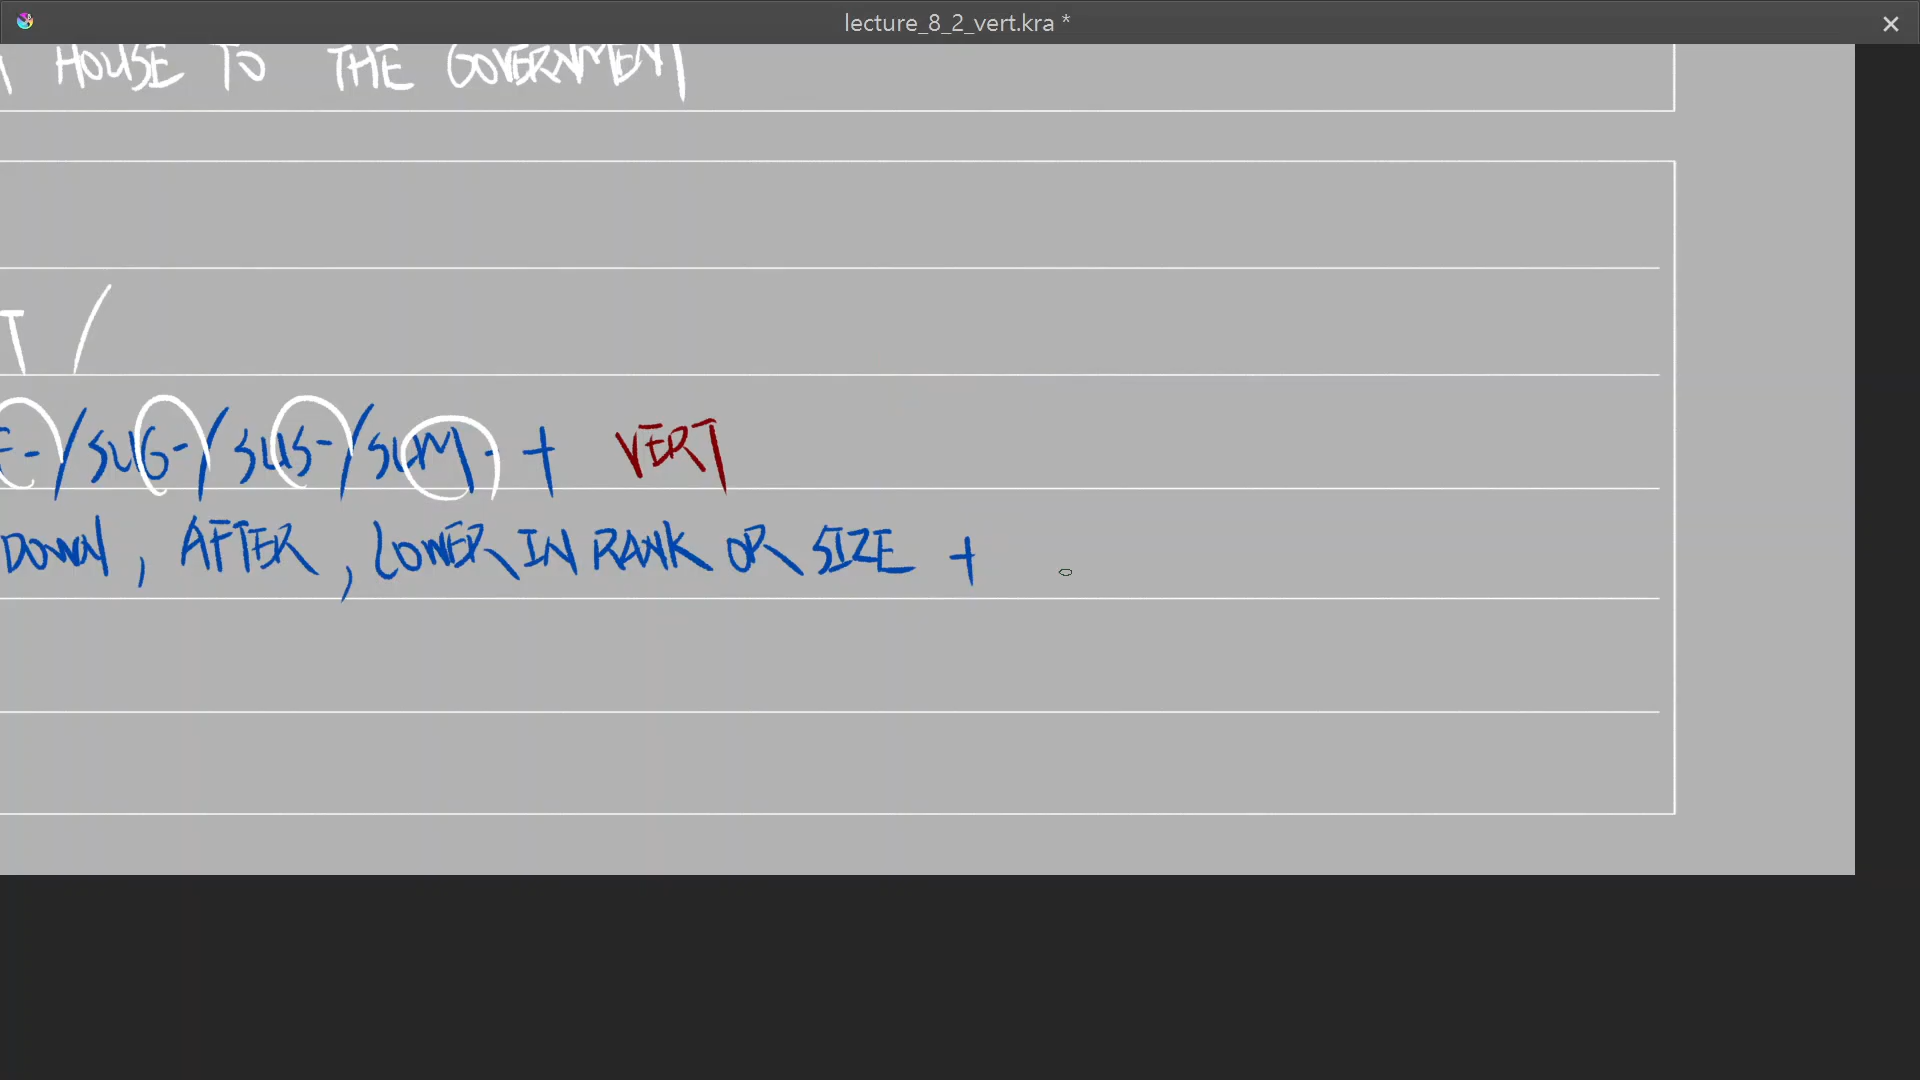 lecture_8_2_vert.kra *
HOUSE TO THE GOVERNMENT
T /
- / SUG- / SUS- / SUM- + VERT
DOWN, AFTER, LOWER IN RANK OR SIZE +